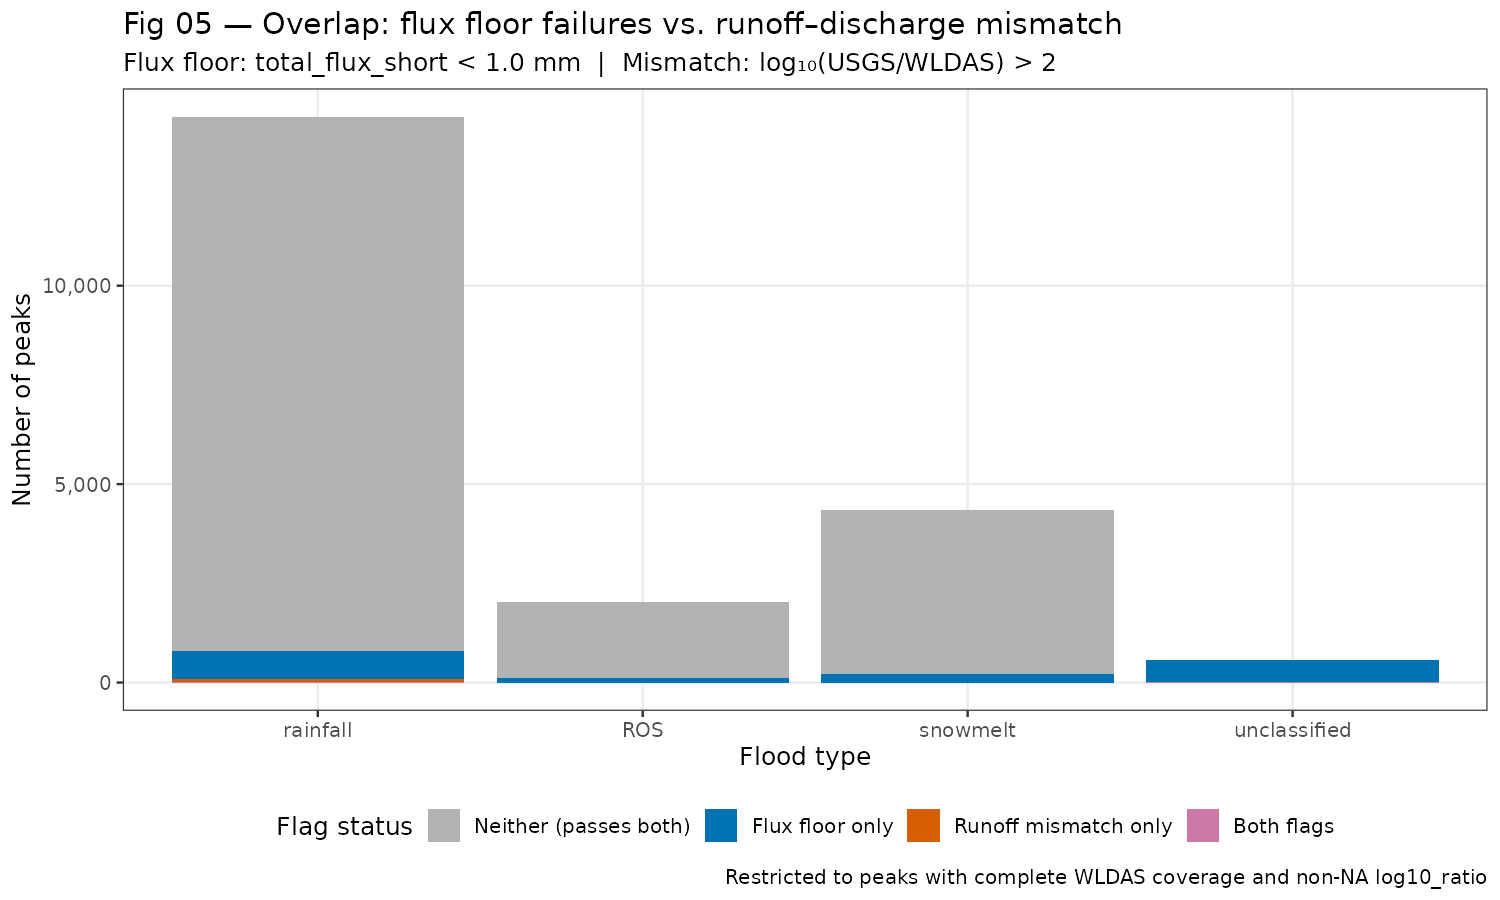 Fig 05 — Overlap: flux floor failures vs. runoff–discharge mismatch
Flux floor: total_flux_short < 1.0 mm | Mismatch: log₁₀(USGS/WLDAS) > 2
Number of peaks
10,000
5,000
0
rainfall ROS snowmelt unclassified
Flood type
Flag status Neither (passes both) Flux floor only Runoff mismatch only Both flags
Restricted to peaks with complete WLDAS coverage and non-NA log10_ratio